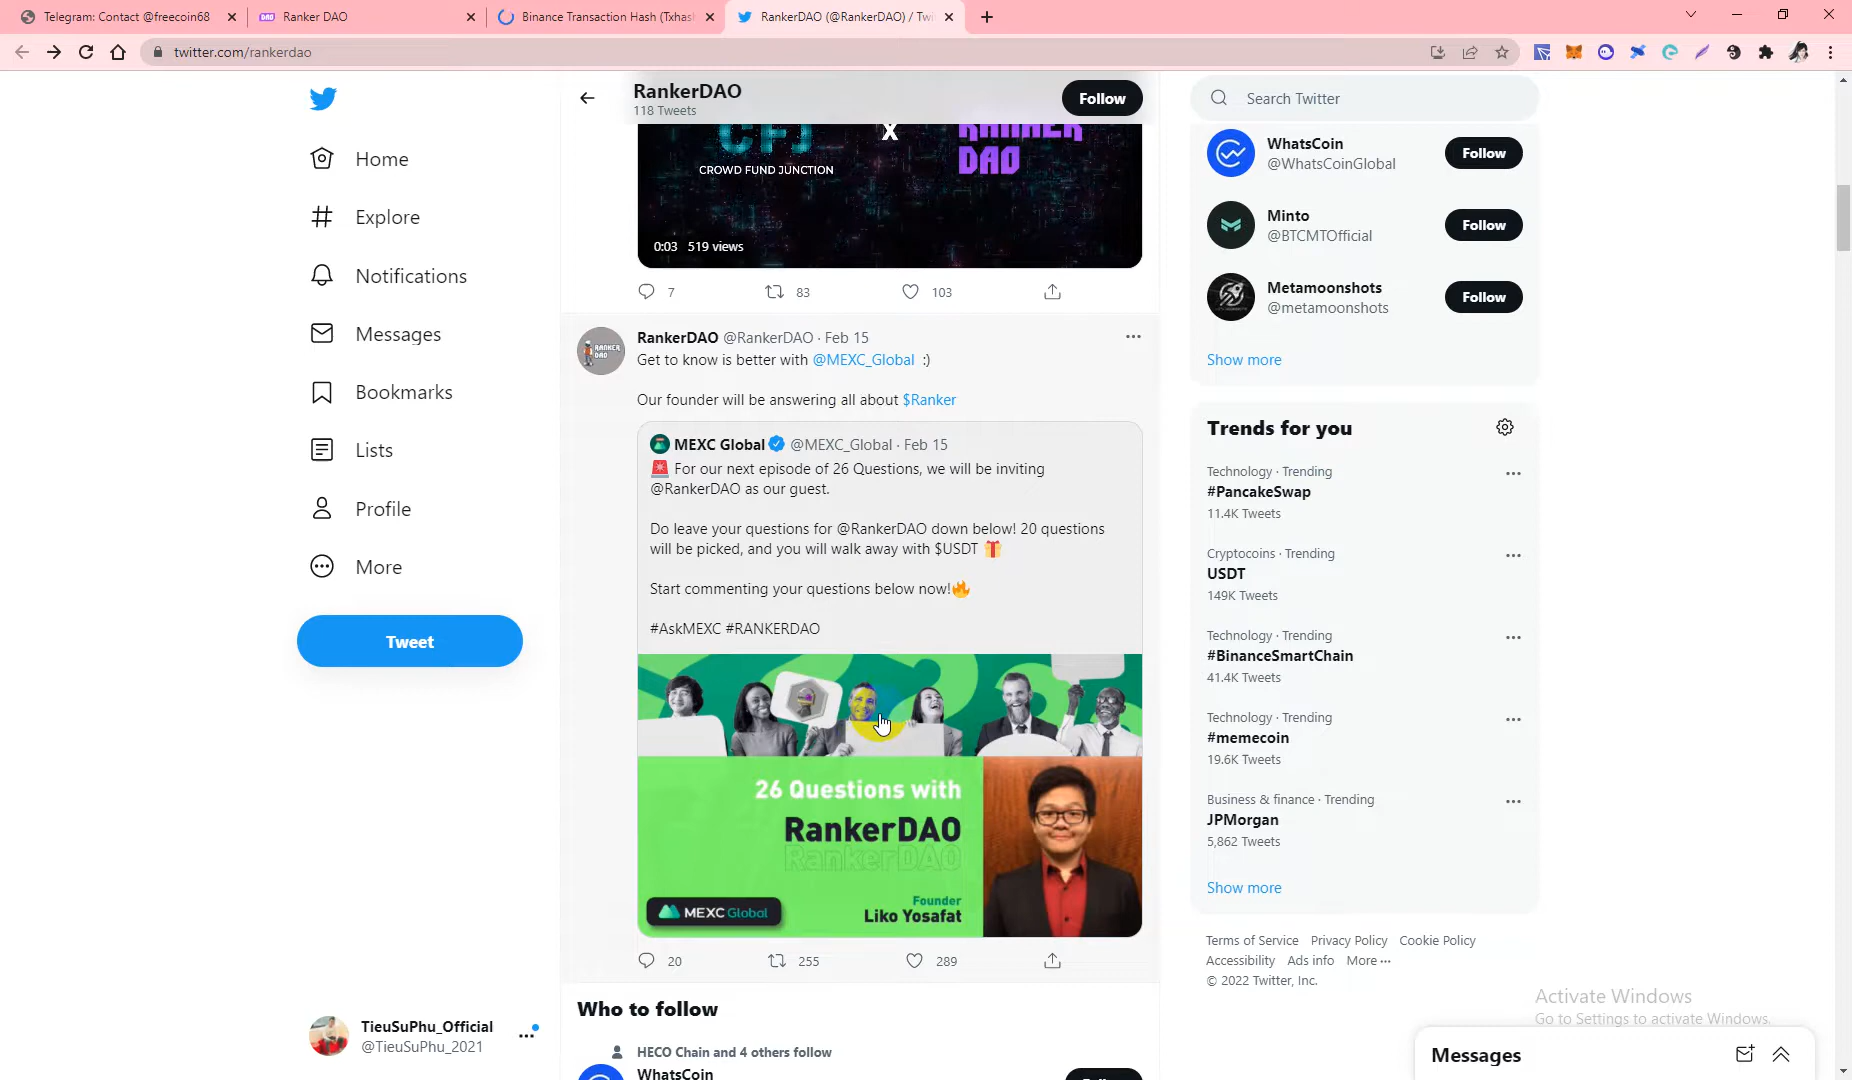 Telegram: Contact @freecoin68
Ranker DAO
Binance Transaction Hash (Txhas
RankerDAO (@RankerDAO) / Twi
twitter.com/rankerdao
Home
Explore
Notifications
Messages
Bookmarks
Lists
Profile
More
Tweet
TieuSuPhu_Official
@TieuSuPhu_2021
RankerDAO
118 Tweets
Follow
CFJ X RANKER
DAO
CROWD FUND JUNCTION
0:03 519 views
7 83 103
RankerDAO @RankerDAO · Feb 15
Get to know is better with @MEXC_Global :)
Our founder will be answering all about $Ranker
MEXC Global @MEXC_Global · Feb 15
🚨 For our next episode of 26 Questions, we will be inviting
@RankerDAO as our guest.
Do leave your questions for @RankerDAO down below! 20 questions
will be picked, and you will walk away with $USDT 🎁
Start commenting your questions below now!🔥
#AskMEXC #RANKERDAO
26 Questions with
RankerDAO
RankerDAO
Founder
Liko Yosafat
MEXC Global
20 255 289
Who to follow
HECO Chain and 4 others follow
WhatsCoin
Search Twitter
WhatsCoin
@WhatsCoinGlobal
Follow
Minto
@BTCMTOfficial
Follow
Metamoonshots
@metamoonshots
Follow
Show more
Trends for you
Technology · Trending
#PancakeSwap
11.4K Tweets
Cryptocoins · Trending
USDT
149K Tweets
Technology · Trending
#BinanceSmartChain
41.4K Tweets
Technology · Trending
#memecoin
19.6K Tweets
Business & finance · Trending
JPMorgan
5,862 Tweets
Show more
Terms of Service Privacy Policy Cookie Policy
Accessibility Ads info More ···
© 2022 Twitter, Inc.
Activate Windows
Go to Settings to activate Windows.
Messages